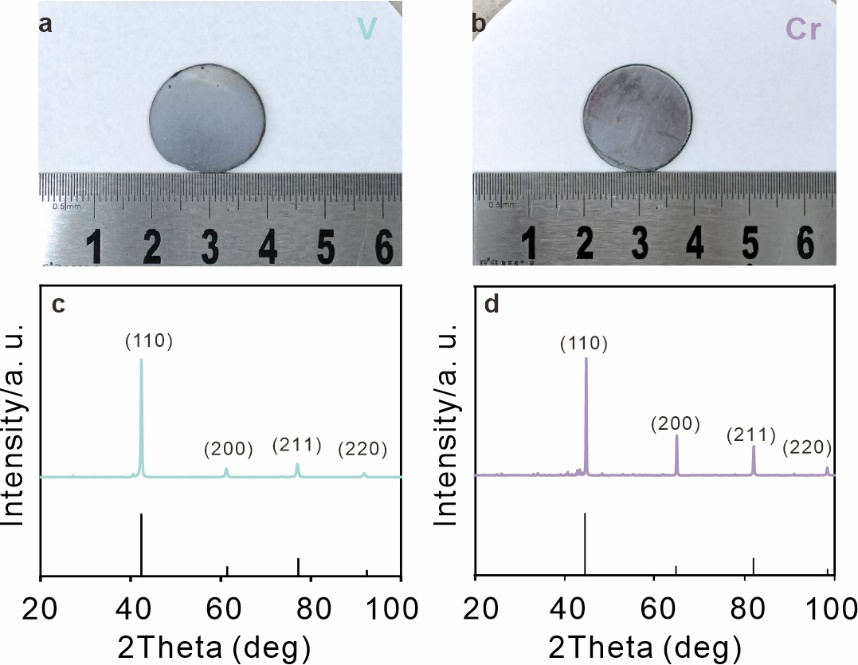 a
V
0.5mm
1 2 3 4 5 6
b
Cr
0.5mm
1 2 3 4 5 6
c
(110)
(200)
(211)
(220)
Intensity/a. u.
20 40 60 80 100
2Theta (deg)
d
(110)
(200)
(211)
(220)
Intensity/a. u.
20 40 60 80 100
2Theta (deg)